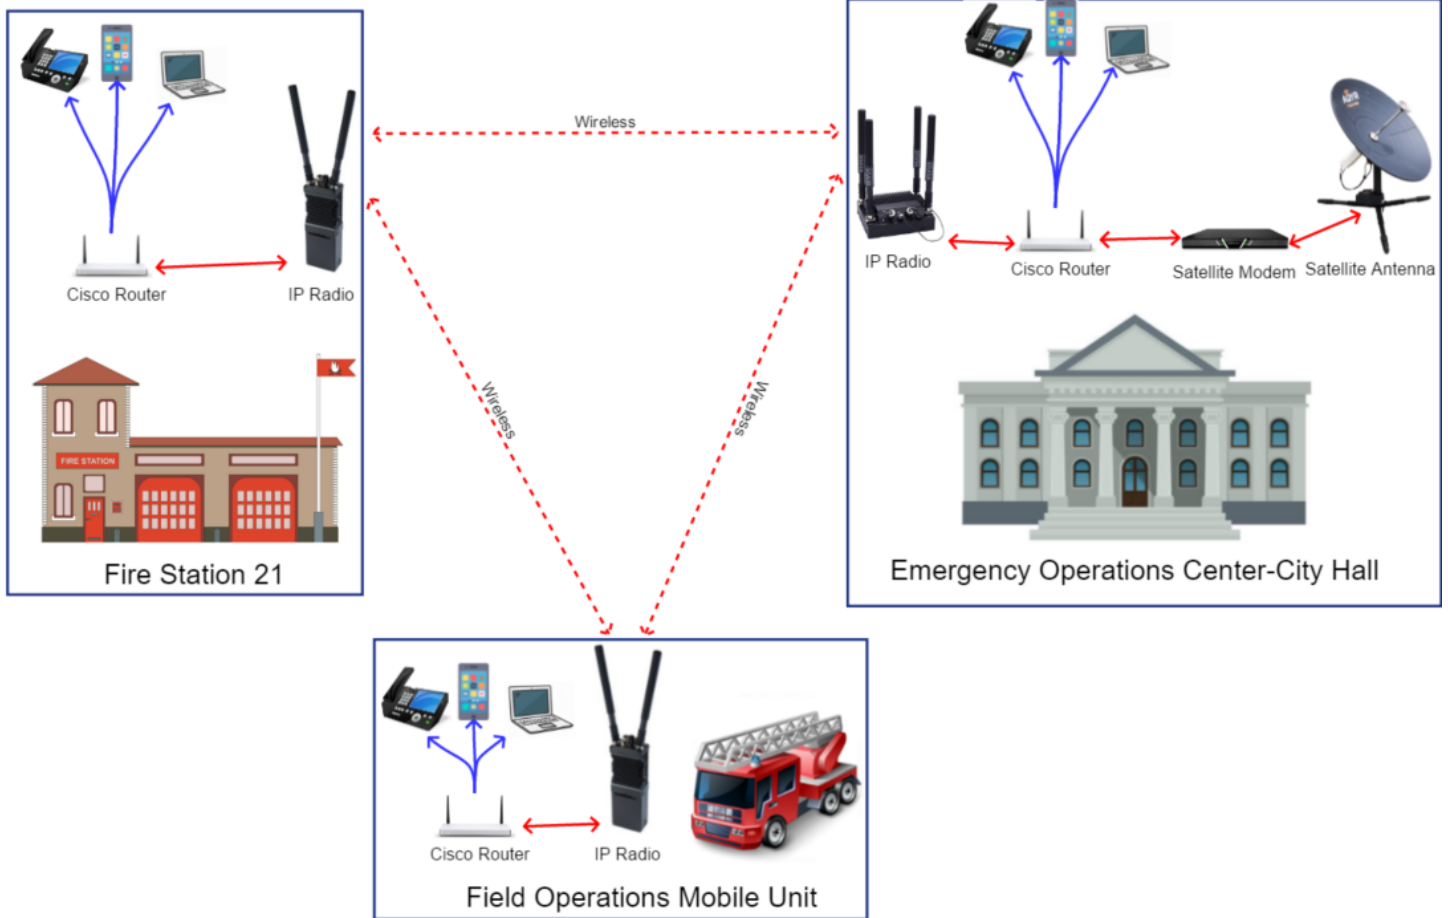 Wireless
Cisco Router
IP Radio
FIRE STATION
Fire Station 21
IP Radio
Cisco Router
Satellite Modem
Satellite Antenna
Emergency Operations Center-City Hall
Wireless
Wireless
Cisco Router
IP Radio
Field Operations Mobile Unit